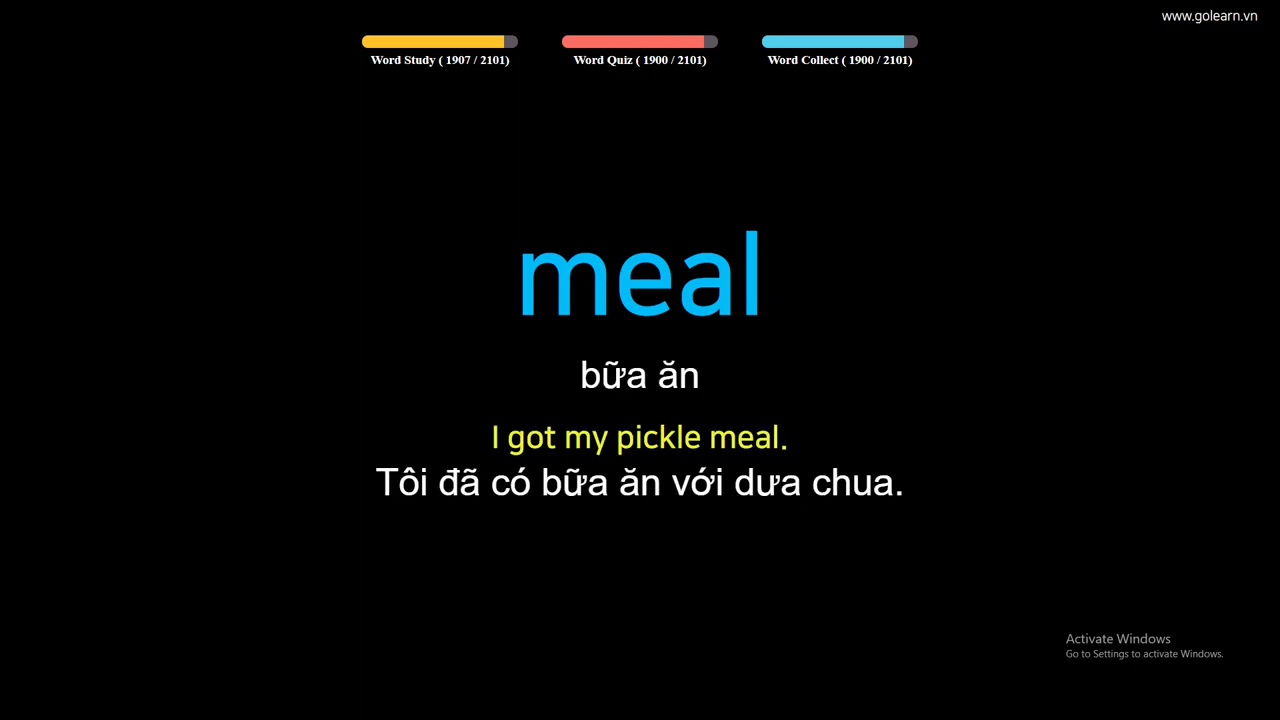 www.golearn.vn
Word Study ( 1907 / 2101)
Word Quiz ( 1900 / 2101)
Word Collect ( 1900 / 2101)
meal
bữa ăn
I got my pickle meal.
Tôi đã có bữa ăn với dưa chua.
Activate Windows
Go to Settings to activate Windows.